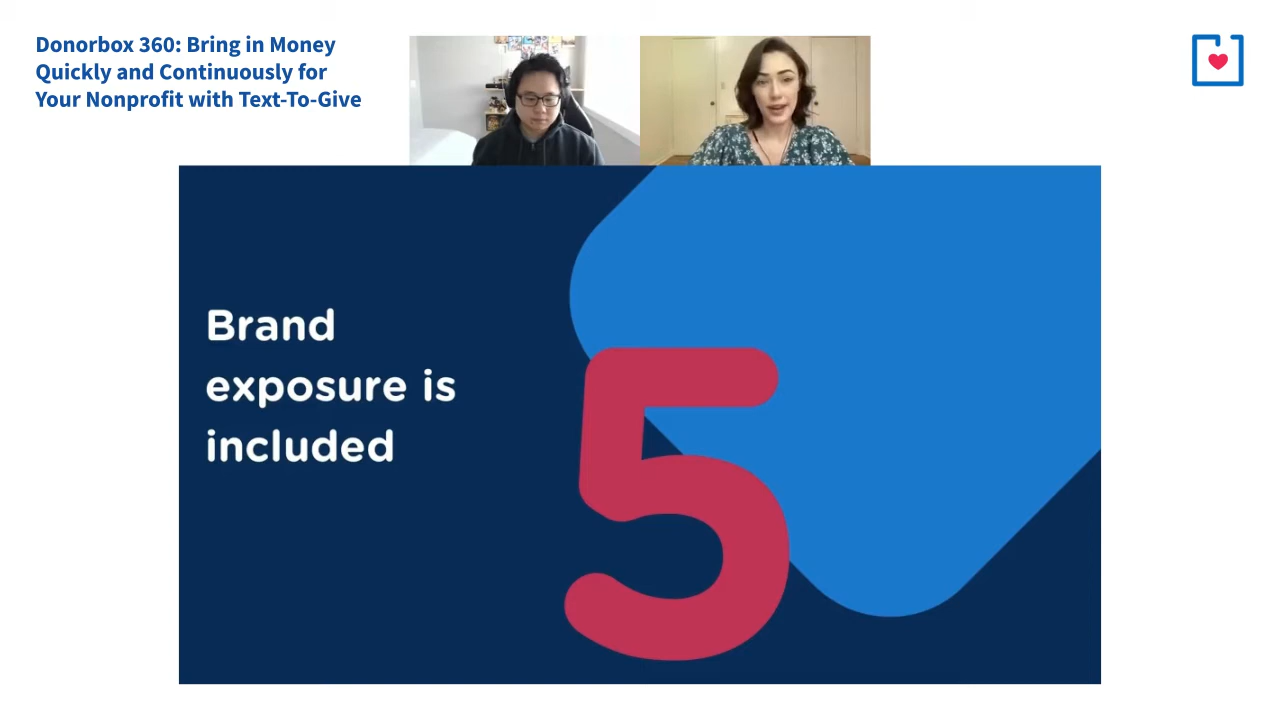 Donorbox 360: Bring in Money
Quickly and Continuously for
Your Nonprofit with Text-To-Give
Brand
exposure is
included
5